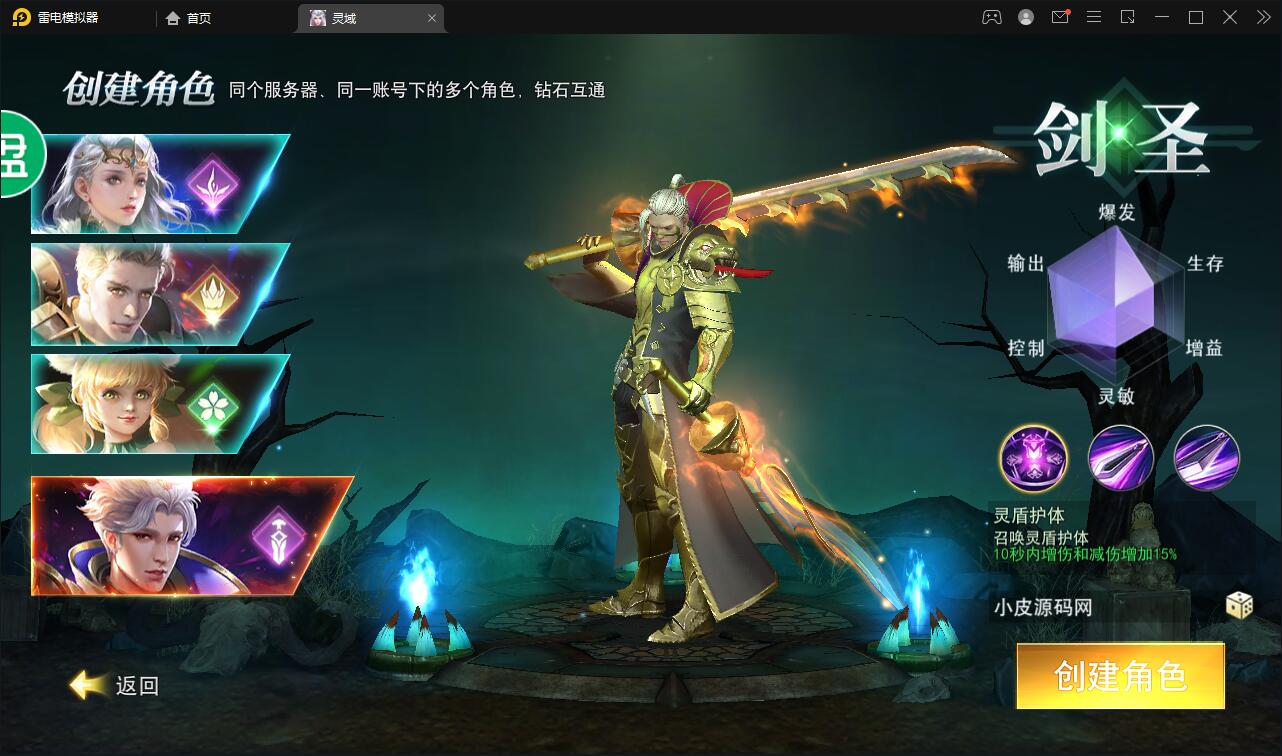 雷电模拟器
首页
灵域
创建角色
同个服务器、同一账号下的多个角色，钻石互通
盘
剑圣
爆发
输出
生存
控制
增益
灵敏
灵盾护体
召唤灵盾护体
10秒内增伤和减伤增加15%
小皮源码网
创建角色
返回